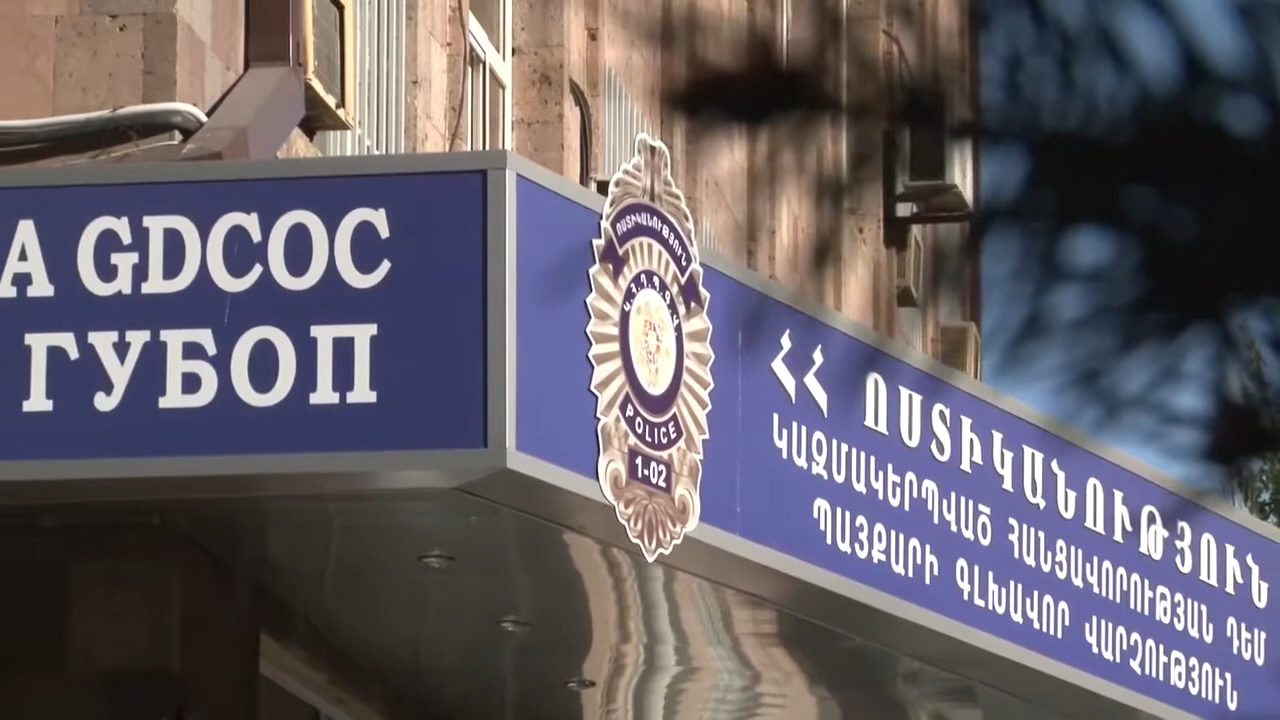 A GDCOC
ГУБОП
ՈՍՏԻԿԱՆՈՒԹՅՈՒՆ
POLICE
1-02
ՀՀ ՈՍՏԻԿԱՆՈՒԹՅՈՒՆ
ԿԱԶՄԱԿԵՐՊՎԱԾ ՀԱՆՑԱՎՈՐՈՒԹՅԱՆ ԴԵՄ
ՊԱՅՔԱՐԻ ԳԼԽԱՎՈՐ ՎԱՐՉՈՒԹՅՈՒՆ